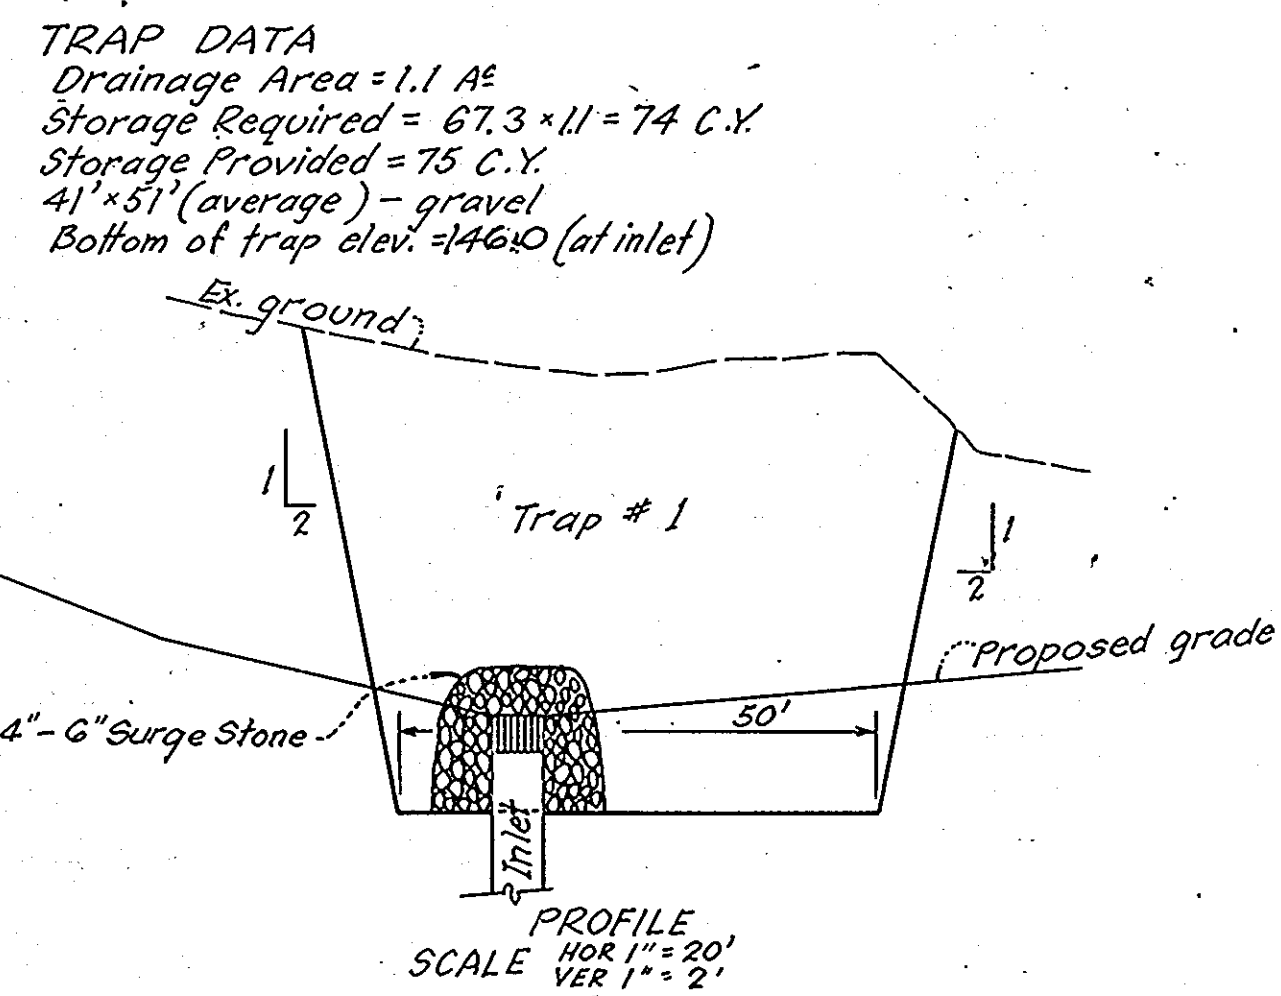 TRAP DATA
Drainage Area = 1.1 Ac
Storage Required = 67.3 × 1.1 = 74 C.Y.
Storage Provided = 75 C.Y.
41' × 51' (average) - gravel
Bottom of trap elev. = 146.0 (at inlet)
Ex. ground
1
2
Trap # 1
1
2
Proposed grade
50'
4"- 6" Surge Stone
Inlet
PROFILE
SCALE HOR 1" = 20'
VER 1" = 2'